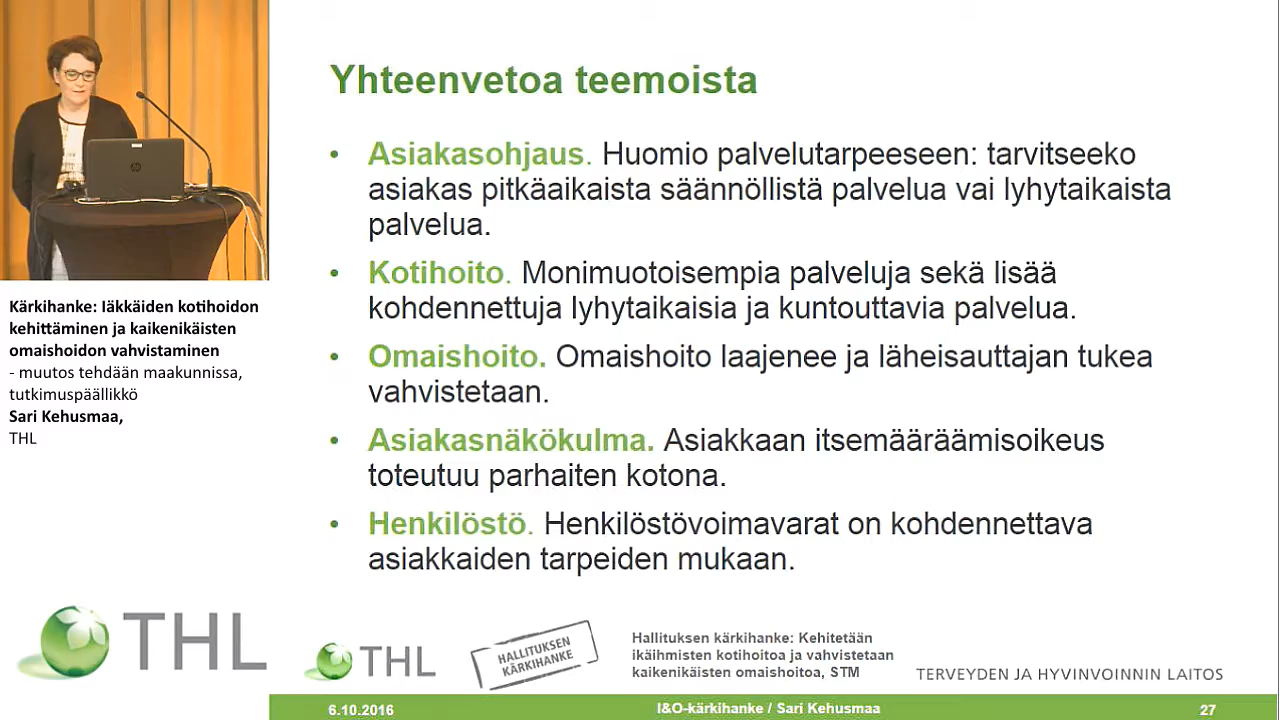 Yhteenvetoa teemoista
• Asiakasohjaus. Huomio palvelutarpeeseen: tarvitseeko
asiakas pitkäaikaista säännöllistä palvelua vai lyhytaikaista
palvelua.
• Kotihoito. Monimuotoisempia palveluja sekä lisää
kohdennettuja lyhytaikaisia ja kuntouttavia palvelua.
• Omaishoito. Omaishoito laajenee ja läheisauttajan tukea
vahvistetaan.
• Asiakasnäkökulma. Asiakkaan itsemääräämisoikeus
toteutuu parhaiten kotona.
• Henkilöstö. Henkilöstövoimavarat on kohdennettava
asiakkaiden tarpeiden mukaan.
Kärkihanke: Iäkkäiden kotihoidon
kehittäminen ja kaikenikäisten
omaishoidon vahvistaminen
- muutos tehdään maakunnissa,
tutkimuspäällikkö
Sari Kehusmaa,
THL
THL
THL
HALLITUKSEN
KÄRKIHANKE
Hallituksen kärkihanke: Kehitetään
ikäihmisten kotihoitoa ja vahvistetaan
kaikenikäisten omaishoitoa, STM
TERVEYDEN JA HYVINVOINNIN LAITOS
6.10.2016
I&O-kärkihanke / Sari Kehusmaa
27
hp